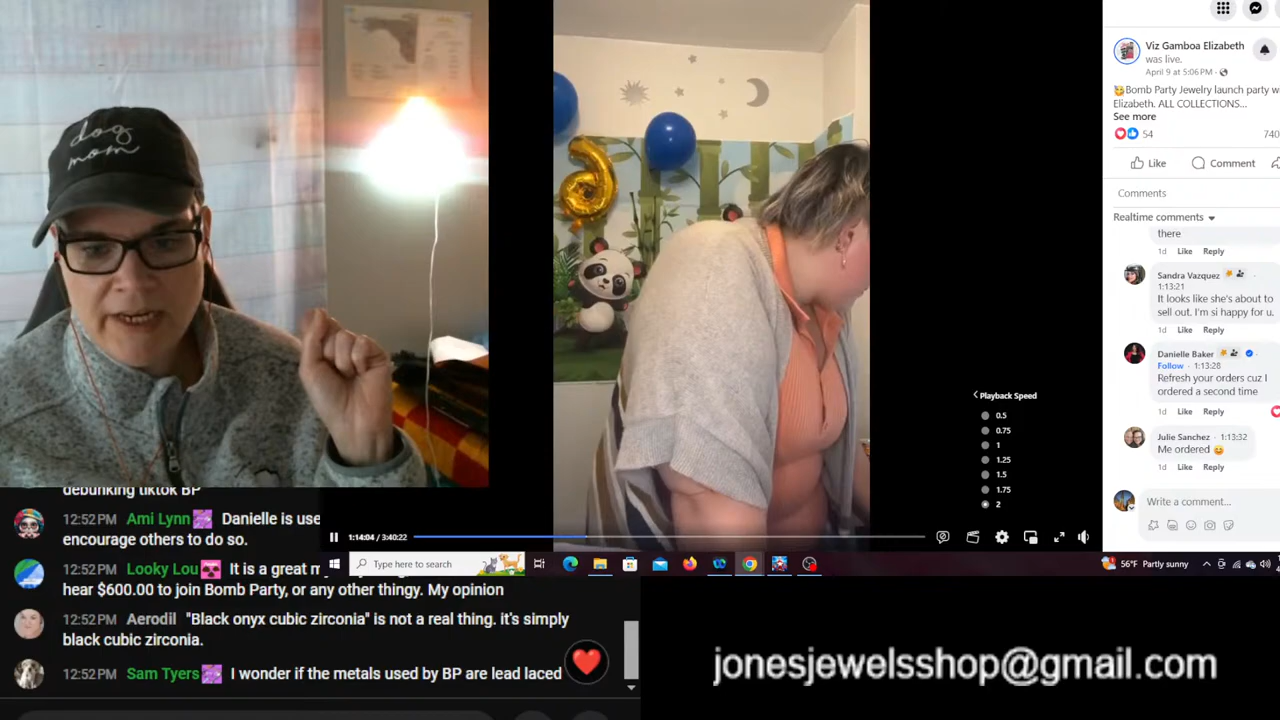 dog
mom
Viz Gamboa Elizabeth
was live.
April 9 at 5:06 PM ·
🥰Bomb Party Jewelry launch party w
Elizabeth. ALL COLLECTIONS...
See more
54
740
Like
Comment
Comments
Realtime comments
there
1d Like Reply
Sandra Vazquez
1:13:21
It looks like she's about to
sell out. I'm si happy for u.
1d Like Reply
Danielle Baker
Follow · 1:13:28
Refresh your orders cuz I
ordered a second time
1d Like Reply
Julie Sanchez · 1:13:32
Me ordered 😊
1d Like Reply
Write a comment...
Playback Speed
0.5
0.75
1
1.25
1.5
1.75
2
1:14:04 / 3:40:22
Type here to search
56°F Partly sunny
debunking tiktok BP
12:52PM Ami Lynn Danielle is use
encourage others to do so.
12:52PM Looky Lou It is a great m
hear $600.00 to join Bomb Party, or any other thingy. My opinion
12:52PM Aerodil "Black onyx cubic zirconia" is not a real thing. it's simply
black cubic zirconia.
12:52PM Sam Tyers I wonder if the metals used by BP are lead laced
jonesjewelsshop@gmail.com